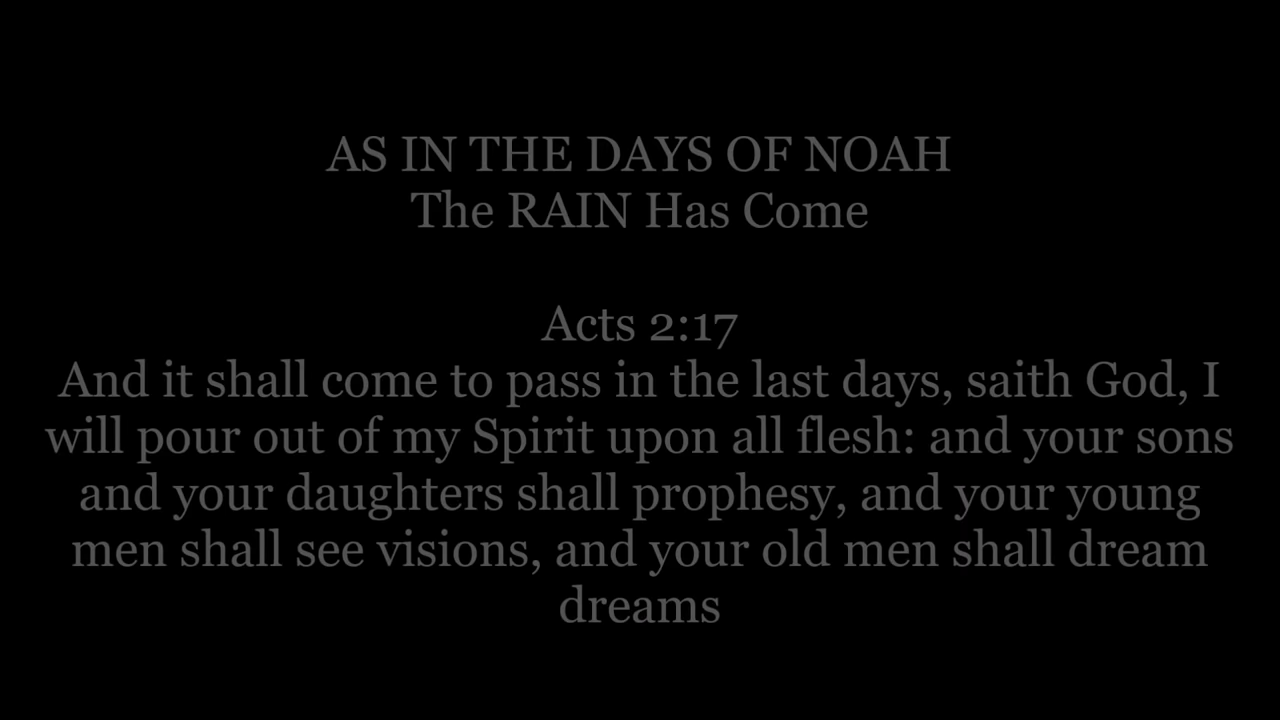 AS IN THE DAYS OF NOAH
The RAIN Has Come
Acts 2:17
And it shall come to pass in the last days, saith God, I
will pour out of my Spirit upon all flesh: and your sons
and your daughters shall prophesy, and your young
men shall see visions, and your old men shall dream
dreams